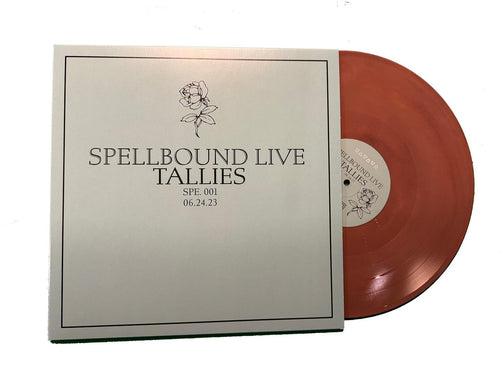 SPELLBOUND LIVE
TALLIES
SPE. 001
06.24.23
SPELLBOUND LIVE
TALLIES